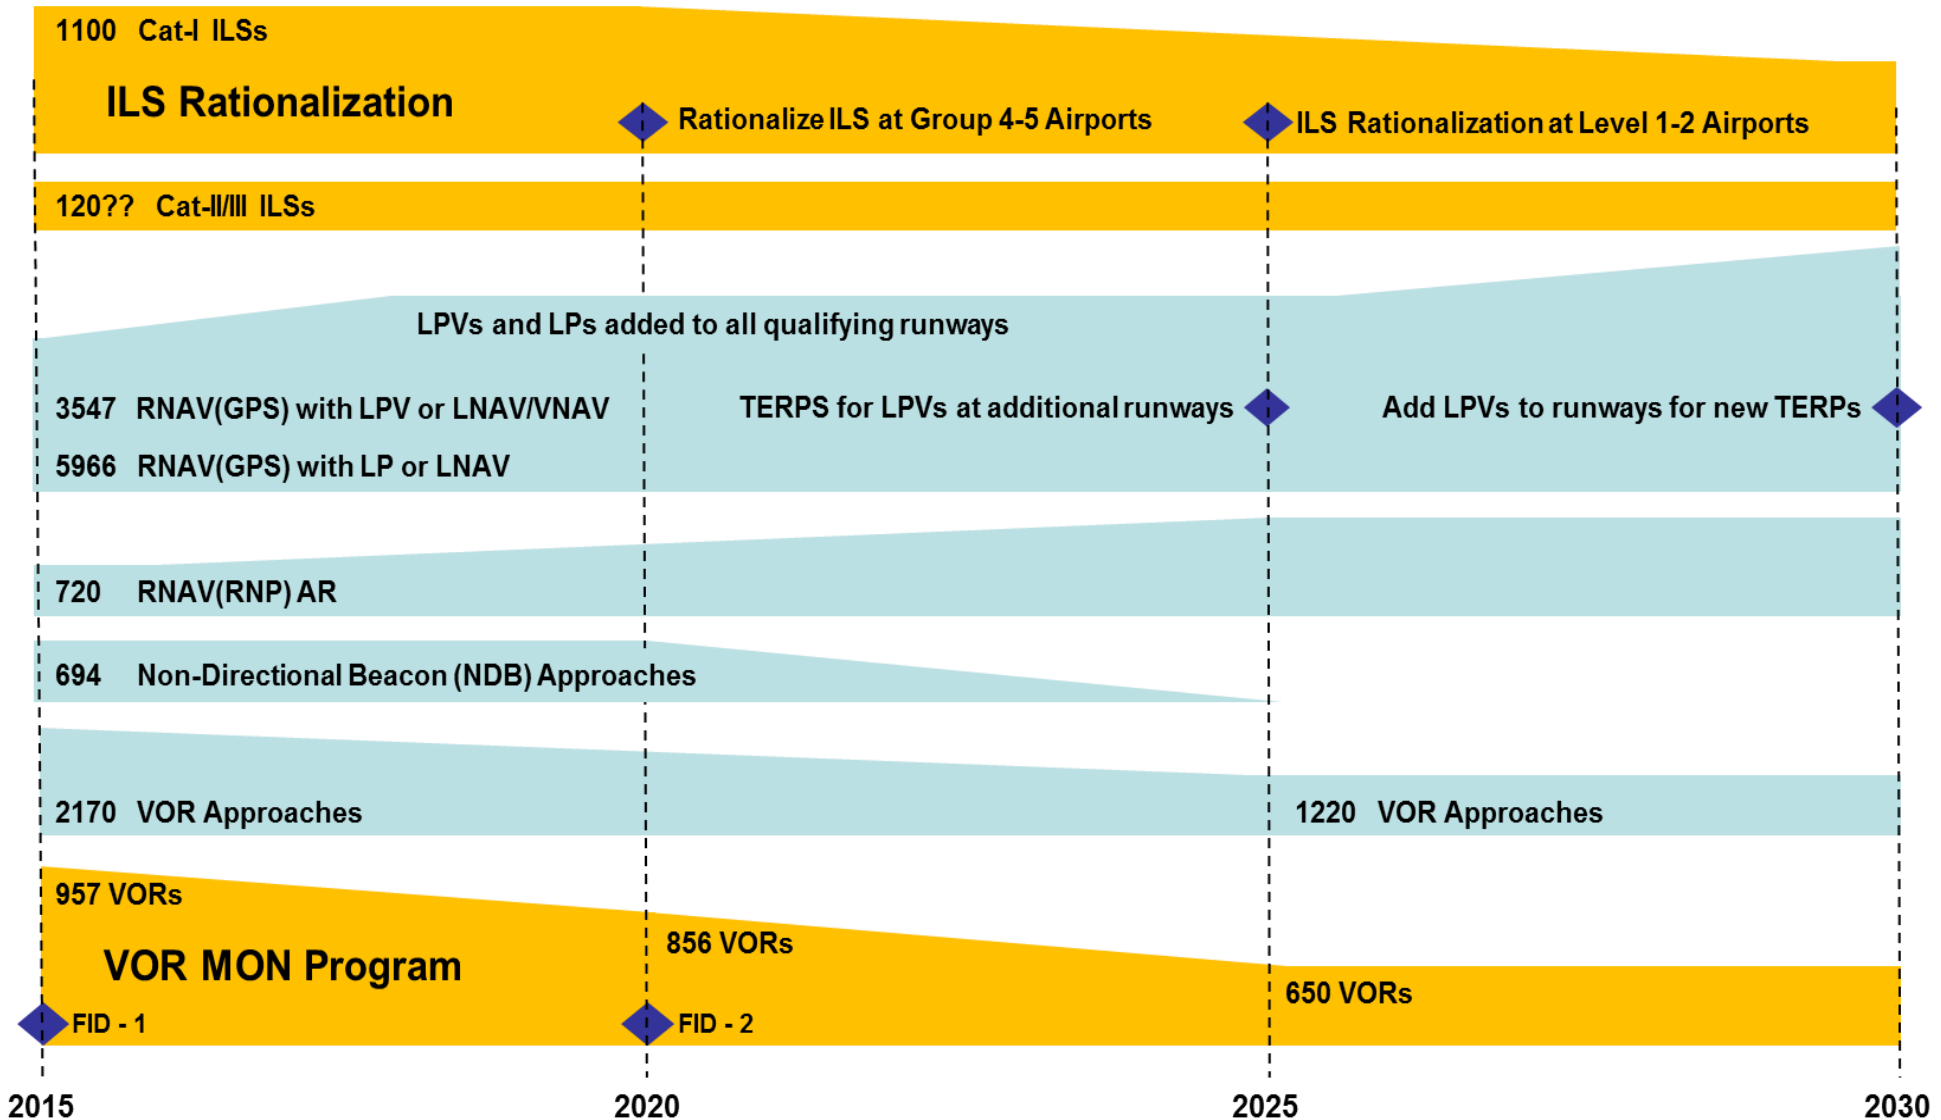 1100 Cat-I ILSs
ILS Rationalization
Rationalize ILS at Group 4-5 Airports
ILS Rationalization at Level 1-2 Airports
120?? Cat-II/III ILSs
LPVs and LPs added to all qualifying runways
3547 RNAV(GPS) with LPV or LNAV/VNAV
TERPS for LPVs at additional runways
Add LPVs to runways for new TERPs
5966 RNAV(GPS) with LP or LNAV
720 RNAV(RNP) AR
694 Non-Directional Beacon (NDB) Approaches
2170 VOR Approaches
1220 VOR Approaches
957 VORs
856 VORs
VOR MON Program
650 VORs
FID - 1
FID - 2
2015
2020
2025
2030